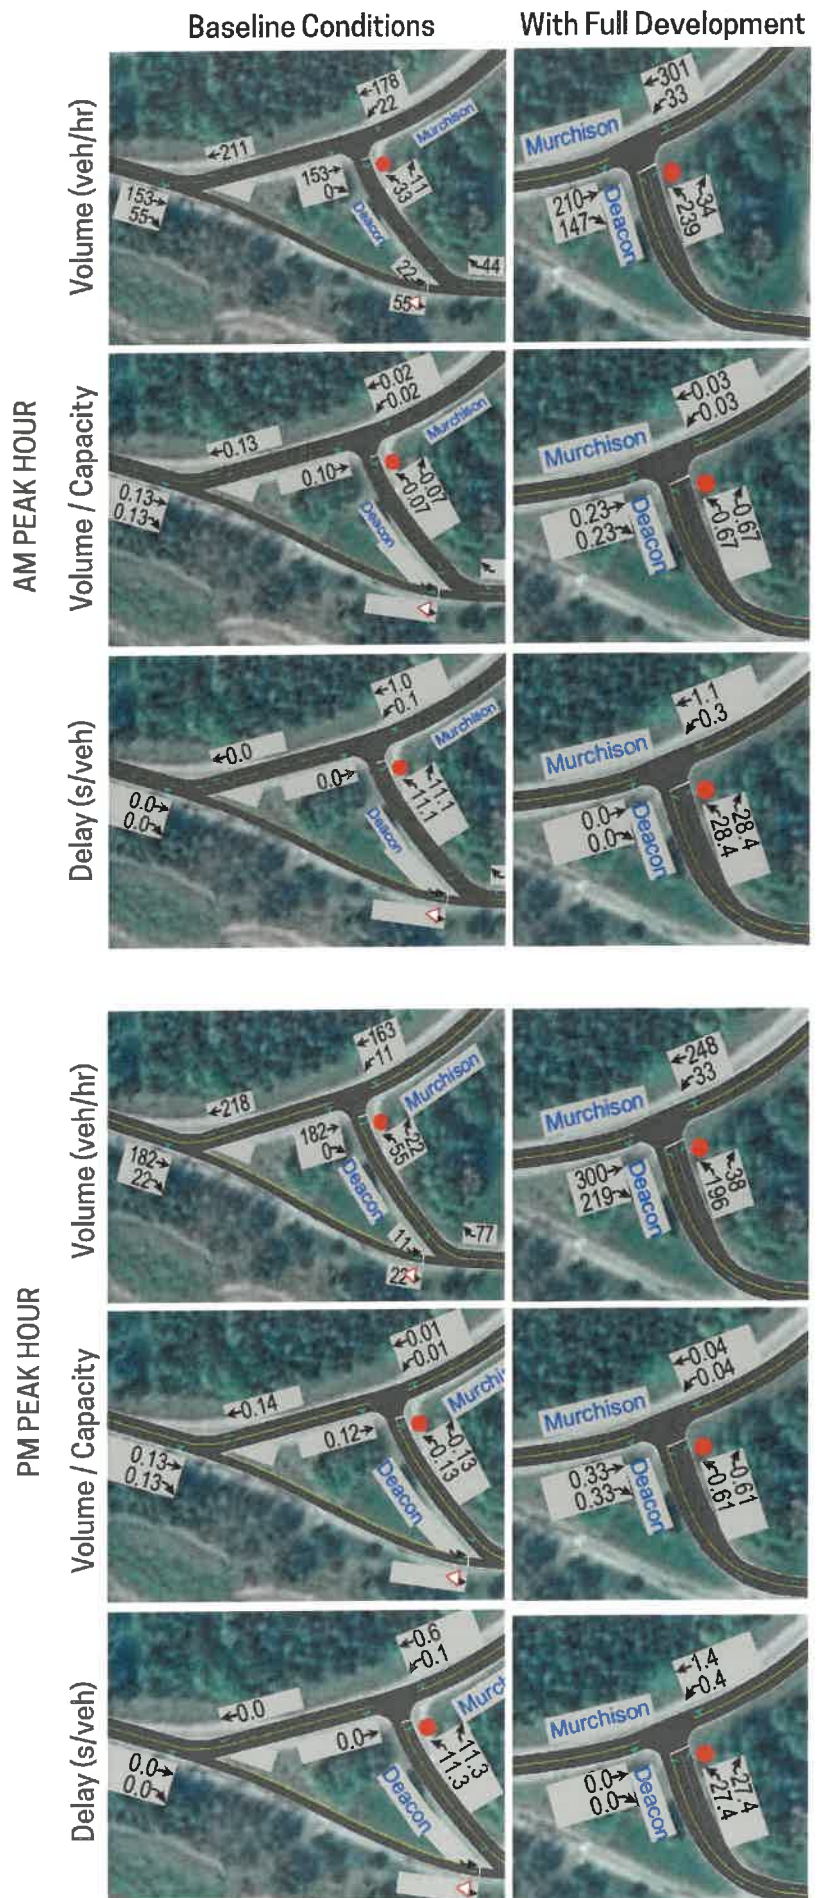 Baseline Conditions
With Full Development
AM PEAK HOUR
Volume (veh/hr)
178
22
Murchison
211
153
55
153
0
11
33
Deacon
22
55
44
301
33
Murchison
210
147
Deacon
34
239
Volume / Capacity
0.02
0.02
Murchison
0.13
0.13
0.13
0.10
0.07
0.07
Deacon
0.03
0.03
Murchison
0.23
0.23
Deacon
0.67
0.67
Delay (s/veh)
1.0
0.1
Murchison
0.0
0.0
0.0
0.0
11.1
11.1
Deacon
1.1
0.3
Murchison
0.0
0.0
Deacon
28.4
28.4
PM PEAK HOUR
Volume (veh/hr)
163
11
Murchison
218
182
22
182
0
22
55
Deacon
11
22
77
248
33
Murchison
300
219
Deacon
38
196
Volume / Capacity
0.01
0.01
Murchi
0.14
0.13
0.13
0.12
0.13
0.13
Deacon
0.04
0.04
Murchison
0.33
0.33
Deacon
0.61
0.61
Delay (s/veh)
0.6
0.1
Murch
0.0
0.0
0.0
0.0
11.3
11.3
Deacon
1.4
0.4
Murchison
0.0
0.0
Deacon
27.4
27.4